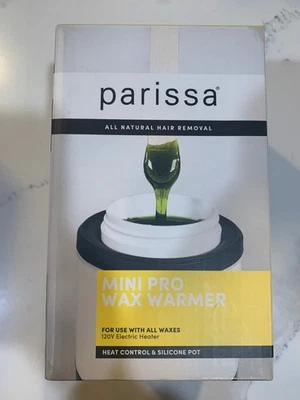 parissa®
ALL NATURAL HAIR REMOVAL
MINI PRO
WAX WARMER
FOR USE WITH ALL WAXES
120V Electric Heater
HEAT CONTROL & SILICONE POT